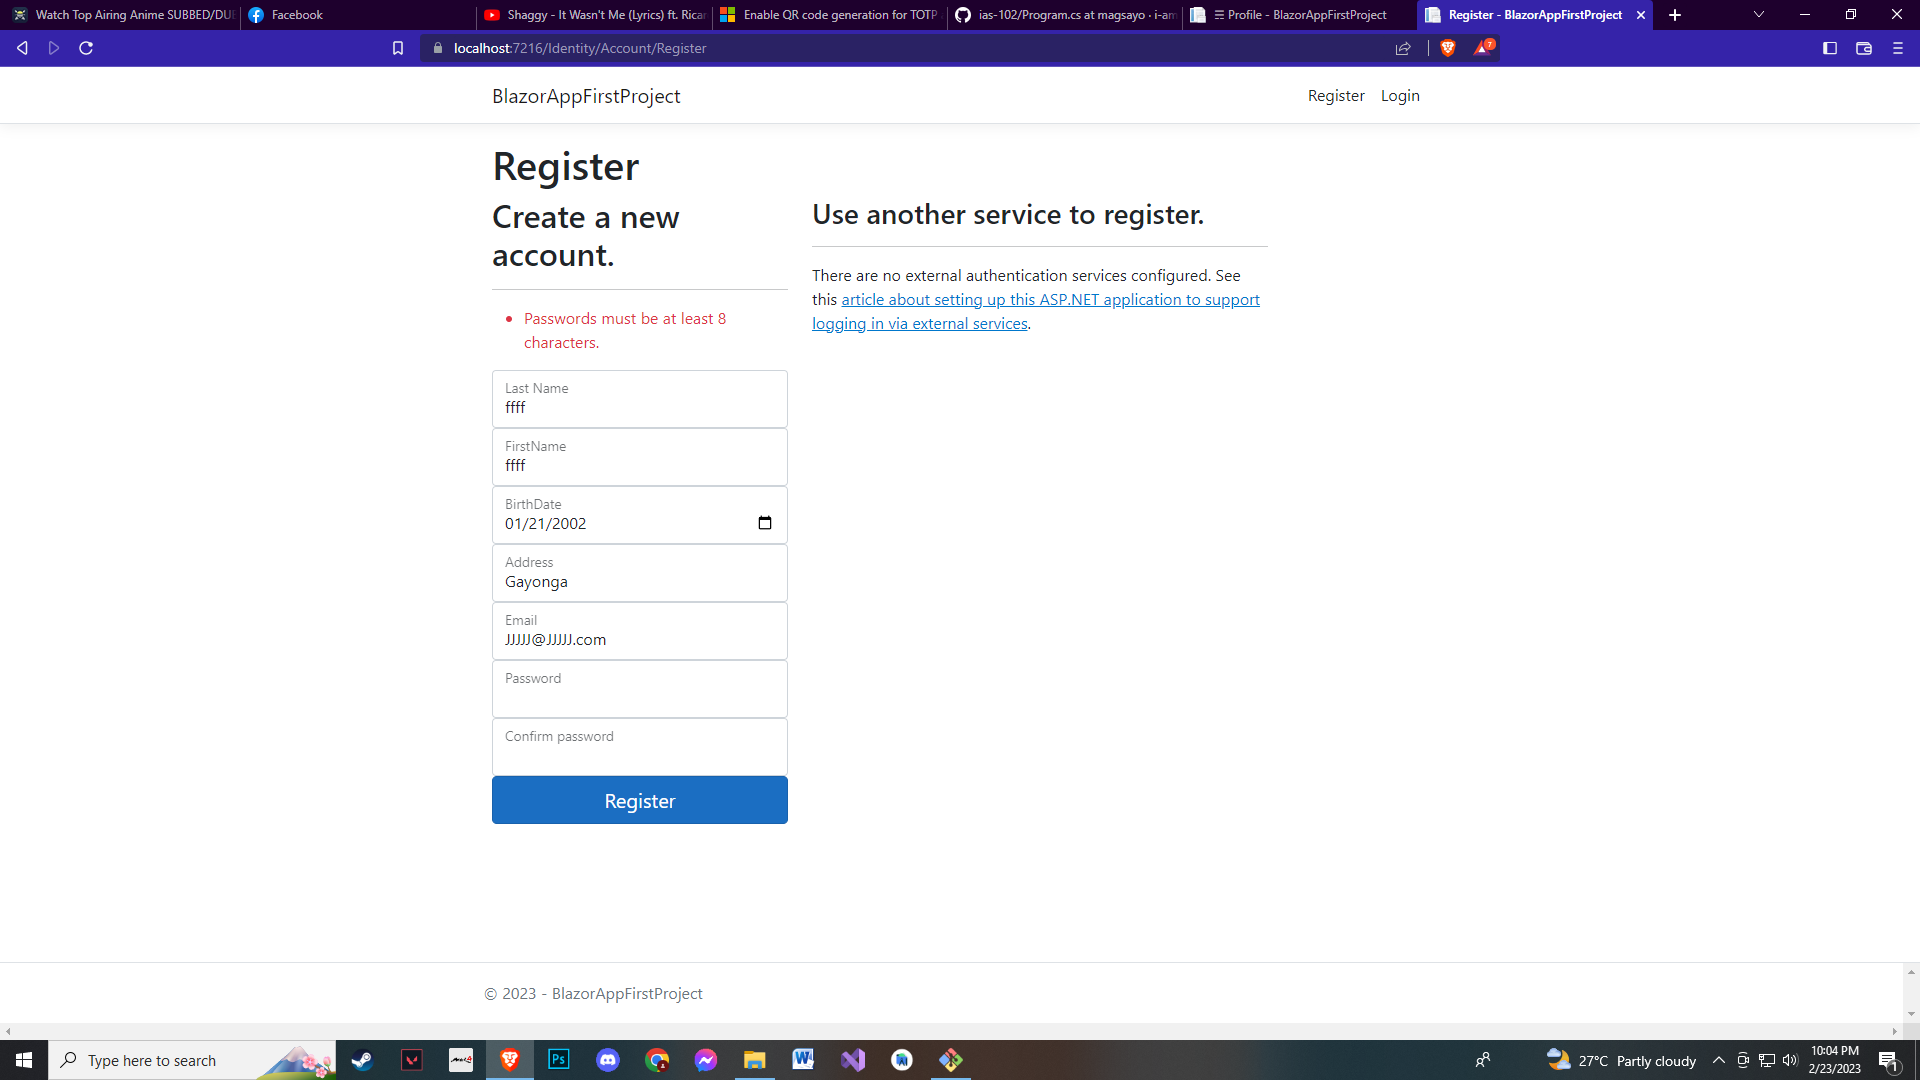 Watch Top Airing Anime SUBBED/DU
Facebook
Shaggy - It Wasn't Me (Lyrics) ft. Rica
Enable QR code generation for TOTP
ias-102/Program.cs at magsayo · i-am
☰ Profile - BlazorAppFirstProject
Register - BlazorAppFirstProject
localhost:7216/Identity/Account/Register
7
BlazorAppFirstProject
Register
Login
Register
Create a new
account.
Use another service to register.
There are no external authentication services configured. See
this article about setting up this ASP.NET application to support
logging in via external services.
Passwords must be at least 8
characters.
Last Name
ffff
FirstName
ffff
BirthDate
01/21/2002
Address
Gayonga
Email
JJJJJ@JJJJJ.com
Password
Confirm password
Register
© 2023 - BlazorAppFirstProject
Type here to search
Ps
27°C Partly cloudy
10:04 PM
2/23/2023
1